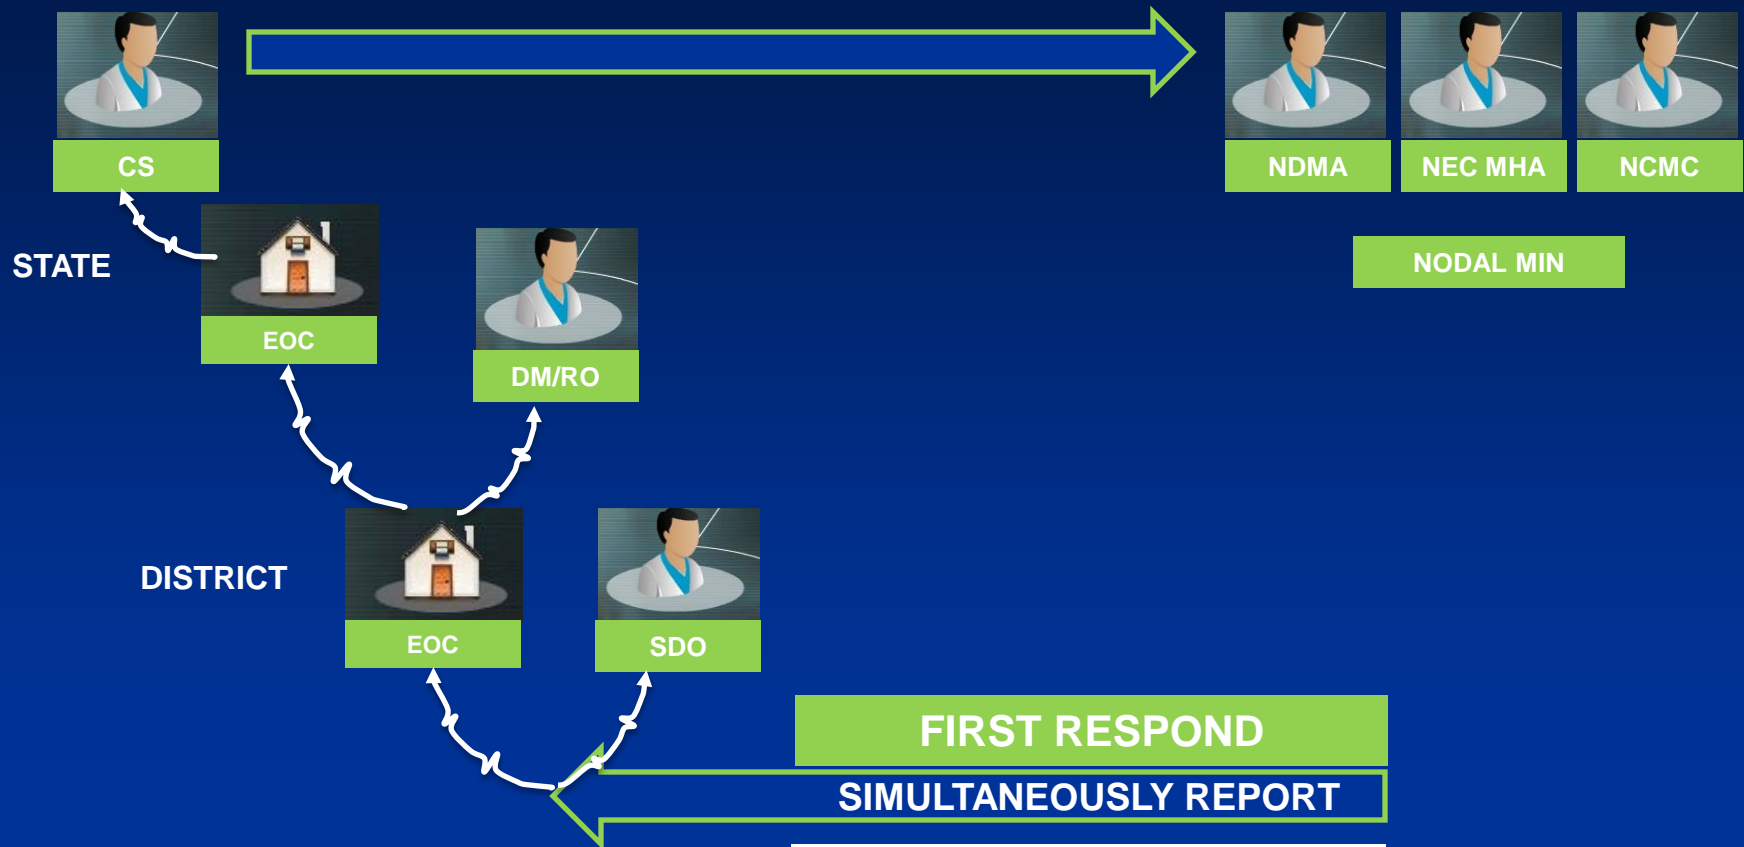 CS
NDMA
NEC MHA
NCMC
STATE
NODAL MIN
EOC
DM/RO
DISTRICT
EOC
SDO
FIRST RESPOND
SIMULTANEOUSLY REPORT